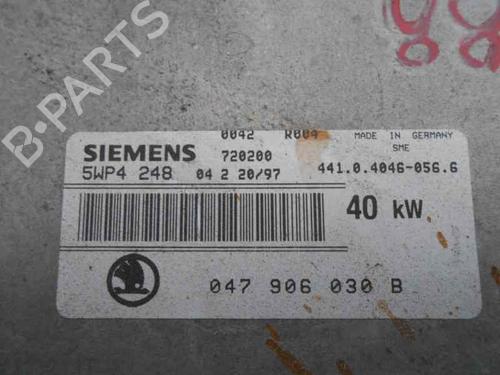 0042 R004 MADE IN GERMANY
SIEMENS 720200 SME
5WP4 248 04 2 20/97 441.0.4046-056.6
40 kW
047 906 030 B